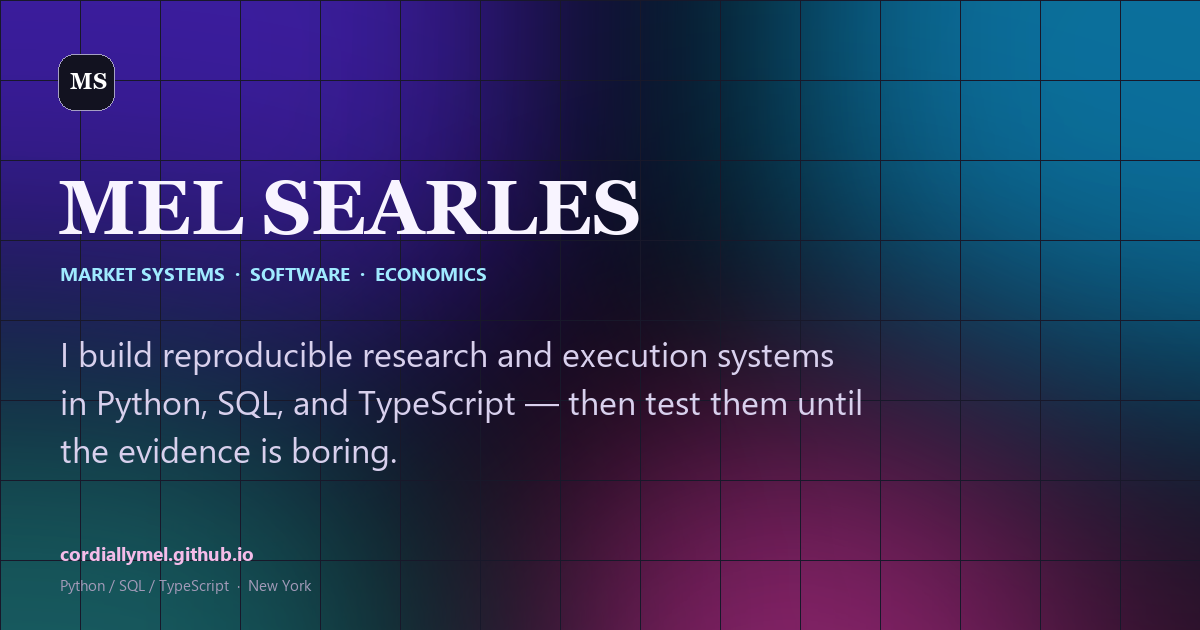 MS
MEL SEARLES
MARKET SYSTEMS · SOFTWARE · ECONOMICS
I build reproducible research and execution systems
in Python, SQL, and TypeScript — then test them until
the evidence is boring.
cordiallymel.github.io
Python / SQL / TypeScript · New York